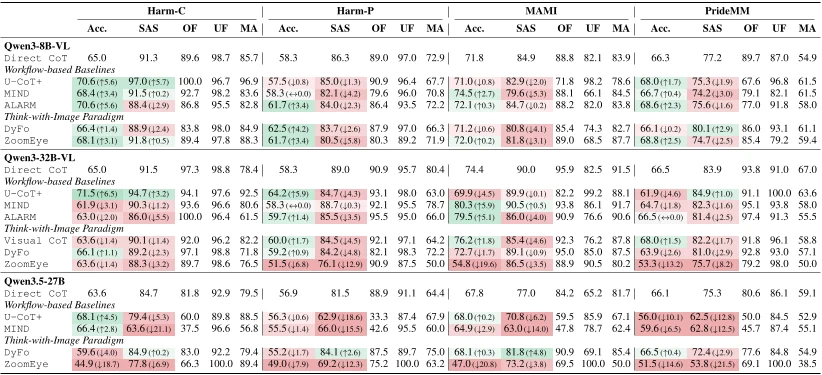 Harm-C Harm-P MAMI PrideMM
Acc. SAS OF UF MA Acc. SAS OF UF MA Acc. SAS OF UF MA Acc. SAS OF UF MA
Qwen3-8B-VL
Direct CoT 65.0 91.3 89.6 98.7 85.7 58.3 86.3 89.0 97.0 72.9 71.8 84.9 88.8 82.1 83.9 66.3 77.2 89.7 87.0 54.9
Workflow-based Baselines
U-CoT+ 70.6(↑5.6) 97.0(↑5.7) 100.0 96.7 96.9 57.5(↓0.8) 85.0(↓1.3) 90.9 96.4 67.7 71.0(↓0.8) 82.9(↓2.0) 71.8 98.2 78.6 68.0(↑1.7) 75.3(↓1.9) 67.6 96.8 61.5
MIND 68.4(↑3.4) 91.5(↑0.2) 92.7 98.2 83.6 58.3(↔0.0) 82.1(↓4.2) 79.6 96.0 70.8 74.5(↑2.7) 79.6(↓5.3) 88.1 66.1 84.5 66.7(↑0.4) 74.2(↓3.0) 79.1 82.1 61.5
ALARM 70.6(↑5.6) 88.4(↓2.9) 86.8 95.5 82.8 61.7(↑3.4) 84.0(↓2.3) 86.4 93.5 72.2 72.1(↑0.3) 84.7(↓0.2) 88.2 82.0 83.8 68.6(↑2.3) 75.6(↓1.6) 77.0 91.8 58.0
Think-with-Image Paradigm
DyFo 66.4(↑1.4) 88.9(↓2.4) 83.8 98.0 84.9 62.5(↑4.2) 83.7(↓2.6) 87.9 97.0 66.3 71.2(↓0.6) 80.8(↓4.1) 85.4 74.3 82.7 66.1(↓0.2) 80.1(↑2.9) 86.0 93.1 61.1
ZoomEye 68.1(↑3.1) 91.8(↑0.5) 89.4 97.8 88.3 61.7(↑3.4) 80.5(↓5.8) 80.3 89.2 71.9 72.0(↑0.2) 81.8(↓3.1) 89.0 68.5 87.7 68.8(↑2.5) 74.7(↓2.5) 85.4 79.2 59.4
Qwen3-32B-VL
Direct CoT 65.0 91.5 97.3 98.8 78.4 58.3 89.0 95.7 90.9 80.4 74.4 90.0 95.9 82.5 91.5 66.5 83.9 93.8 91.0 67.0
Workflow-based Baselines
U-CoT+ 71.5(↑6.5) 94.7(↑3.2) 94.1 97.6 92.5 64.2(↑5.9) 84.7(↓4.3) 93.1 98.0 63.0 69.9(↓4.5) 89.9(↓0.1) 82.2 99.2 88.1 61.9(↓4.6) 84.9(↑1.0) 91.1 100.0 63.6
MIND 61.9(↓3.1) 90.3(↓1.2) 93.6 96.6 80.6 58.3(↔0.0) 88.7(↓0.3) 92.1 95.5 78.7 80.3(↑5.9) 90.5(↑0.5) 93.8 86.1 91.7 64.7(↓1.8) 82.3(↓1.6) 95.1 93.8 58.0
ALARM 63.0(↓2.0) 86.0(↓5.5) 100.0 96.4 61.5 59.7(↑1.4) 85.5(↓3.5) 95.5 95.0 66.0 79.5(↑5.1) 86.0(↓4.0) 90.9 76.6 90.6 66.5(↔0.0) 81.4(↓2.5) 97.4 91.3 55.5
Think-with-Image Paradigm
Visual CoT 63.6(↓1.4) 90.1(↓1.4) 92.0 96.2 82.2 60.0(↑1.7) 84.5(↓4.5) 92.1 97.1 64.2 76.2(↑1.8) 85.4(↓4.6) 92.3 76.2 87.8 68.0(↑1.5) 82.2(↓1.7) 91.8 96.1 58.8
DyFo 66.1(↑1.1) 89.2(↓2.3) 97.1 98.8 71.8 59.2(↑0.9) 84.2(↓4.8) 82.1 98.3 72.2 72.7(↓1.7) 89.1(↓0.9) 95.0 85.0 87.5 63.9(↓2.6) 81.0(↓2.9) 92.8 93.0 57.1
ZoomEye 63.6(↓1.4) 88.3(↓3.2) 89.7 98.6 76.5 51.5(↓6.8) 76.1(↓12.9) 90.9 87.5 50.0 54.8(↓19.6) 86.5(↓3.5) 88.9 90.5 80.2 53.3(↓13.2) 75.7(↓8.2) 79.2 98.0 50.0
Qwen3.5-27B
Direct CoT 63.6 84.7 81.8 92.9 79.5 56.9 81.5 88.9 91.1 64.4 67.8 77.0 84.2 65.2 81.7 66.1 75.3 80.6 86.1 59.1
Workflow-based Baselines
U-CoT+ 68.1(↑4.5) 79.4(↓5.3) 60.0 89.8 88.5 56.3(↓0.6) 62.9(↓18.6) 33.3 87.4 67.9 68.0(↑0.2) 70.8(↓6.2) 59.5 85.9 67.1 56.0(↓10.1) 62.5(↓12.8) 50.0 84.5 52.9
MIND 66.4(↑2.8) 63.6(↓21.1) 37.5 96.6 56.8 55.5(↓1.4) 66.0(↓15.5) 42.6 95.5 60.0 64.9(↓2.9) 63.0(↓14.0) 47.8 78.7 62.4 59.6(↓6.5) 62.8(↓12.5) 45.7 87.4 55.1
Think-with-Image Paradigm
DyFo 59.6(↓4.0) 84.9(↑0.2) 83.0 92.2 79.4 55.2(↓1.7) 84.1(↑2.6) 87.5 89.7 75.0 68.1(↑0.3) 81.8(↑4.8) 90.9 69.1 85.4 66.5(↑0.4) 72.4(↓2.9) 77.6 84.8 54.9
ZoomEye 44.9(↓18.7) 77.8(↓6.9) 66.3 100.0 89.4 49.0(↓7.9) 69.2(↓12.3) 75.2 100.0 63.2 47.0(↓20.8) 73.2(↓3.8) 69.5 100.0 50.0 51.5(↓14.6) 53.8(↓21.5) 69.1 100.0 38.5